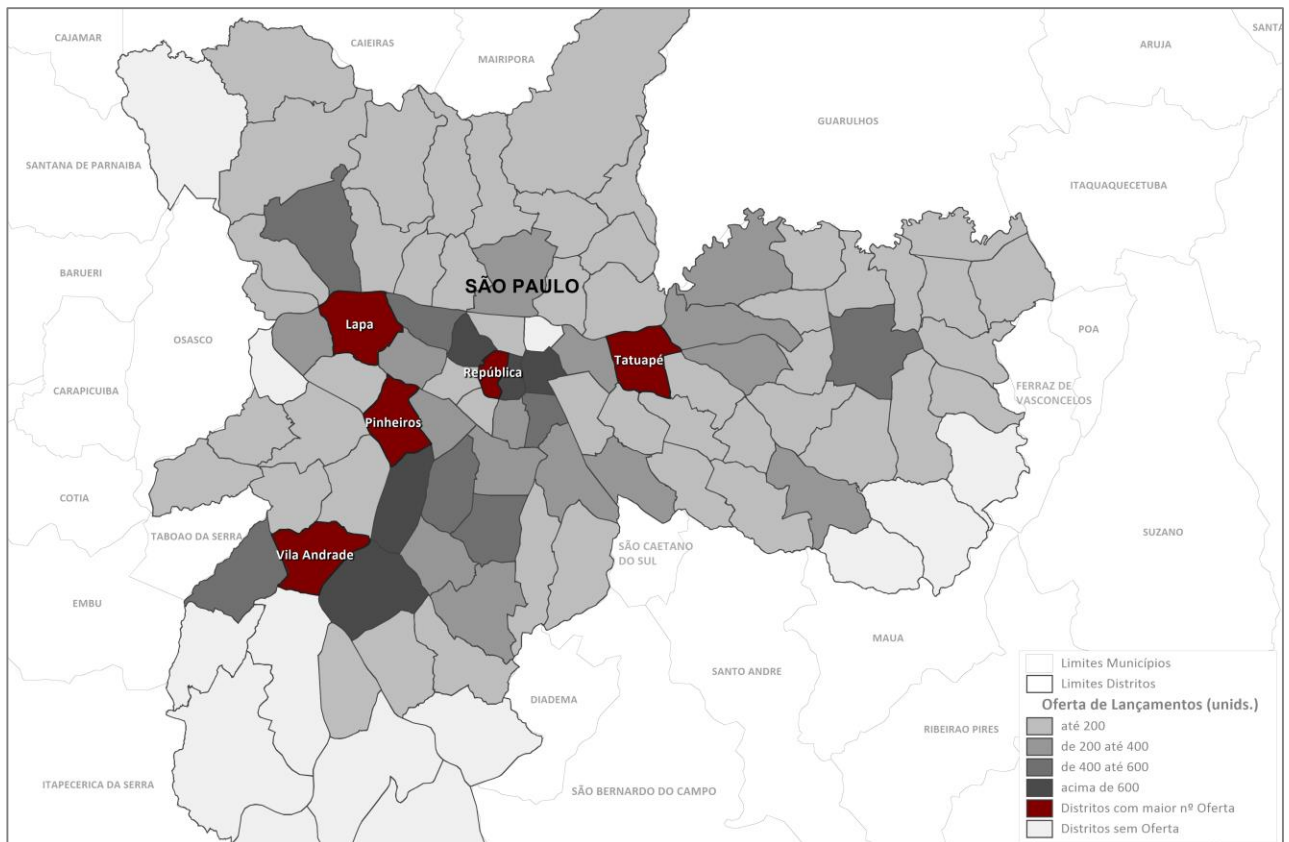 CAJAMAR
CAIEIRAS
MAIRIPORA
ARUJA
SANTA
GUARULHOS
SANTANA DE PARNAIBA
ITAQUAQUECETUBA
BARUERI
SÃO PAULO
Lapa
OSASCO
Tatuapé
POA
República
CARAPICUIBA
FERRAZ DE
VASCONCELOS
Pinheiros
COTIA
TABOAO DA SERRA
SUZANO
SÃO CAETANO
DO SUL
Vila Andrade
EMBU
MAUA
SANTO ANDRE
DIADEMA
RIBEIRAO PIRES
ITAPECERICA DA SERRA
SÃO BERNARDO DO CAMPO
Limites Municípios
Limites Distritos
Oferta de Lançamentos (unids.)
até 200
de 200 até 400
de 400 até 600
acima de 600
Distritos com maior nº Oferta
Distritos sem Oferta